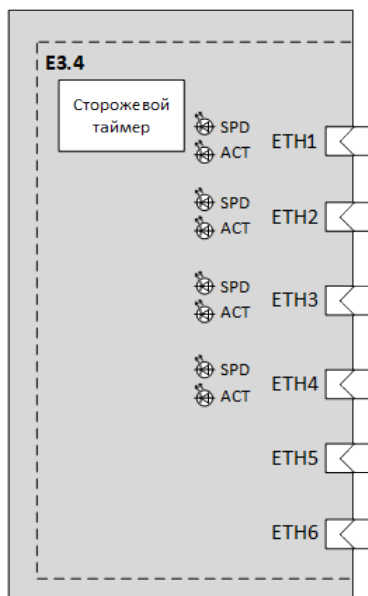 E3.4
Сторожевой
таймер
SPD
ACT
ETH1
SPD
ACT
ETH2
SPD
ACT
ETH3
SPD
ACT
ETH4
ETH5
ETH6